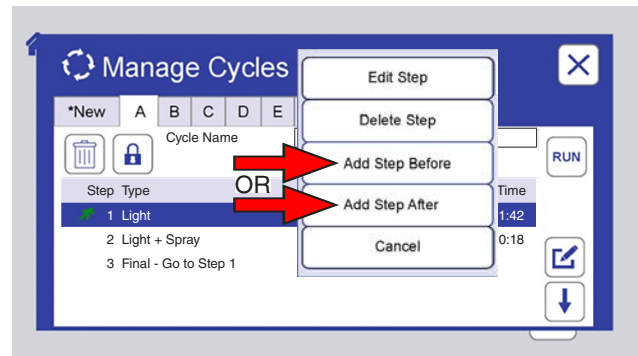 Manage Cycles
*New A B C D E
Cycle Name
RUN
Step Type Time
1 Light 1:42
2 Light + Spray 0:18
3 Final - Go to Step 1
Edit Step
Delete Step
Add Step Before
OR
Add Step After
Cancel